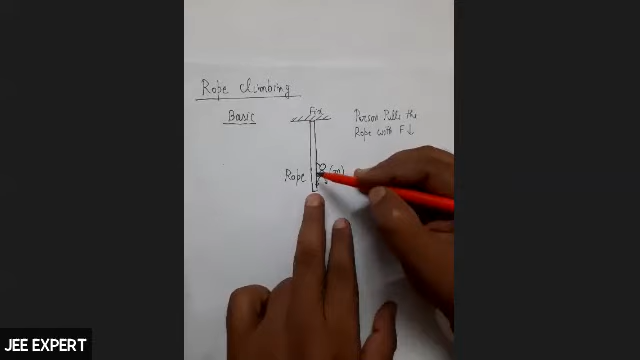 Rope Climbing
Basic
Fix
Person Pulls the
Rope with F↓
Rope
(m)
JEE EXPERT